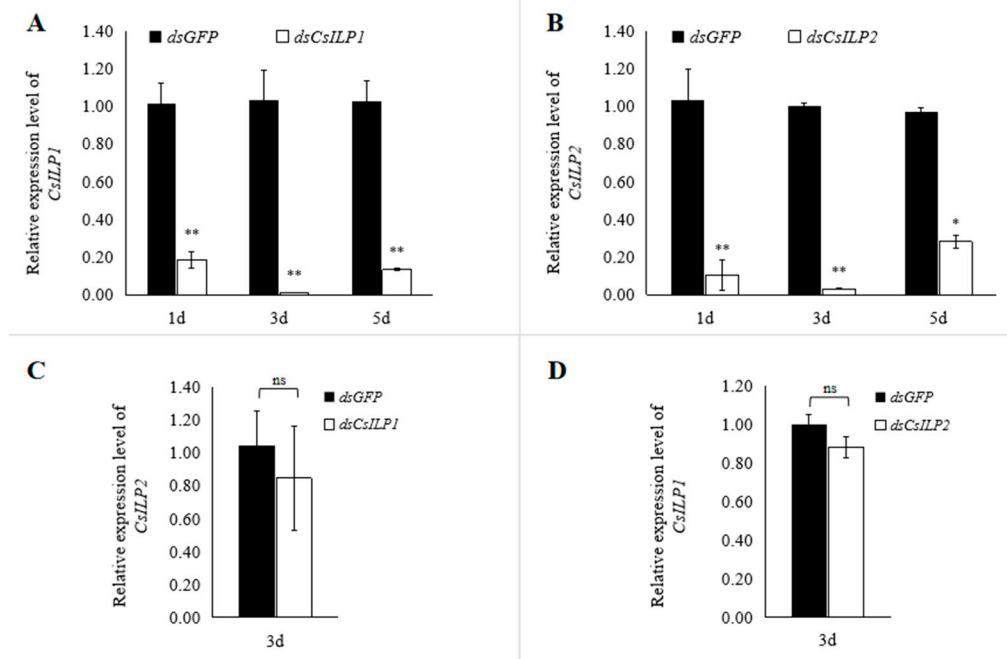 A
dsGFP
dsCsILP1
Relative expression level of
CsILP1
1.40
1.20
1.00
0.80
0.60
0.40
0.20
0.00
**
**
**
1d
3d
5d
B
dsGFP
dsCsILP2
Relative expression level of
CsILP2
1.40
1.20
1.00
0.80
0.60
0.40
0.20
0.00
**
**
*
1d
3d
5d
C
ns
dsGFP
dsCsILP1
Relative expression level of
CsILP2
1.40
1.20
1.00
0.80
0.60
0.40
0.20
0.00
3d
D
ns
dsGFP
dsCsILP2
Relative expression level of
CsILP1
1.20
1.00
0.80
0.60
0.40
0.20
0.00
3d